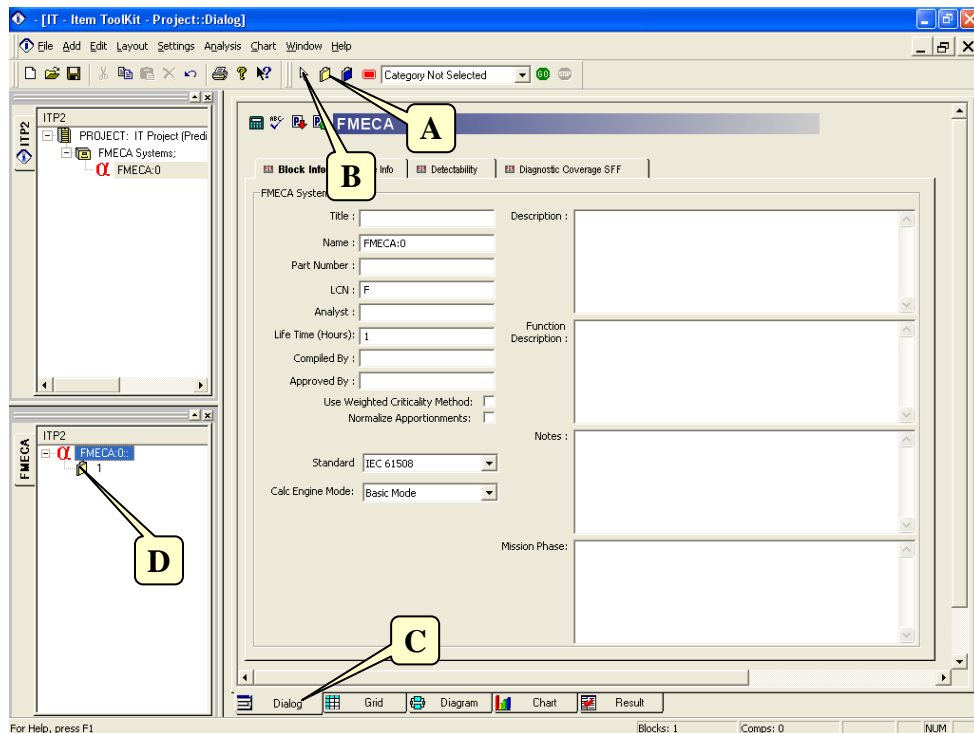 - [IT - Item ToolKit - Project::Dialog]
File Add Edit Layout Settings Analysis Chart Window Help
Category Not Selected GO
ITP2
ITP2
PROJECT: IT Project (Predi
FMECA Systems;
FMECA:0
ABC
FMECA
A
B
Block Info
Info
Detectability
Diagnostic Coverage SFF
FMECA System
Title :
Description :
Name : FMECA:0
Part Number :
LCN : F
Analyst :
Life Time (Hours): 1
Function
Description :
Compiled By :
Approved By :
Use Weighted Criticality Method:
Normalize Apportionments:
Notes :
Standard IEC 61508
Calc Engine Mode: Basic Mode
Mission Phase:
FMECA
ITP2
FMECA:0::
1
D
C
Dialog Grid Diagram Chart Result
For Help, press F1 Blocks: 1 Comps: 0 NUM